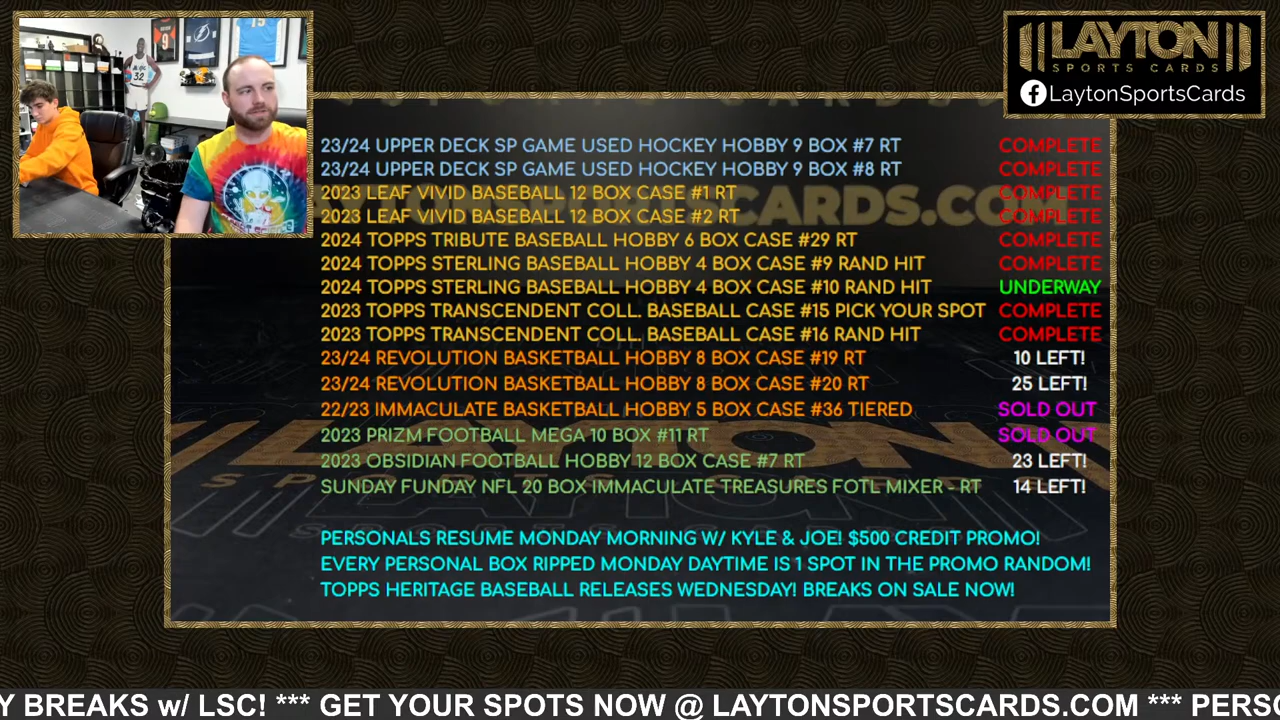 LAYTON
SPORTS CARDS
LaytonSportsCards
23/24 UPPER DECK SP GAME USED HOCKEY HOBBY 9 BOX #7 RT COMPLETE
23/24 UPPER DECK SP GAME USED HOCKEY HOBBY 9 BOX #8 RT COMPLETE
2023 LEAF VIVID BASEBALL 12 BOX CASE #1 RT COMPLETE
2023 LEAF VIVID BASEBALL 12 BOX CASE #2 RT COMPLETE
2024 TOPPS TRIBUTE BASEBALL HOBBY 6 BOX CASE #29 RT COMPLETE
2024 TOPPS STERLING BASEBALL HOBBY 4 BOX CASE #9 RAND HIT COMPLETE
2024 TOPPS STERLING BASEBALL HOBBY 4 BOX CASE #10 RAND HIT UNDERWAY
2023 TOPPS TRANSCENDENT COLL. BASEBALL CASE #15 PICK YOUR SPOT COMPLETE
2023 TOPPS TRANSCENDENT COLL. BASEBALL CASE #16 RAND HIT COMPLETE
23/24 REVOLUTION BASKETBALL HOBBY 8 BOX CASE #19 RT 10 LEFT!
23/24 REVOLUTION BASKETBALL HOBBY 8 BOX CASE #20 RT 25 LEFT!
22/23 IMMACULATE BASKETBALL HOBBY 5 BOX CASE #36 TIERED SOLD OUT
2023 PRIZM FOOTBALL MEGA 10 BOX #11 RT SOLD OUT
2023 OBSIDIAN FOOTBALL HOBBY 12 BOX CASE #7 RT 23 LEFT!
SUNDAY FUNDAY NFL 20 BOX IMMACULATE TREASURES FOTL MIXER - RT 14 LEFT!
PERSONALS RESUME MONDAY MORNING W/ KYLE & JOE! $500 CREDIT PROMO!
EVERY PERSONAL BOX RIPPED MONDAY DAYTIME IS 1 SPOT IN THE PROMO RANDOM!
TOPPS HERITAGE BASEBALL RELEASES WEDNESDAY! BREAKS ON SALE NOW!
Y BREAKS w/ LSC! *** GET YOUR SPOTS NOW @ LAYTONSPORTSCARDS.COM *** PERSO